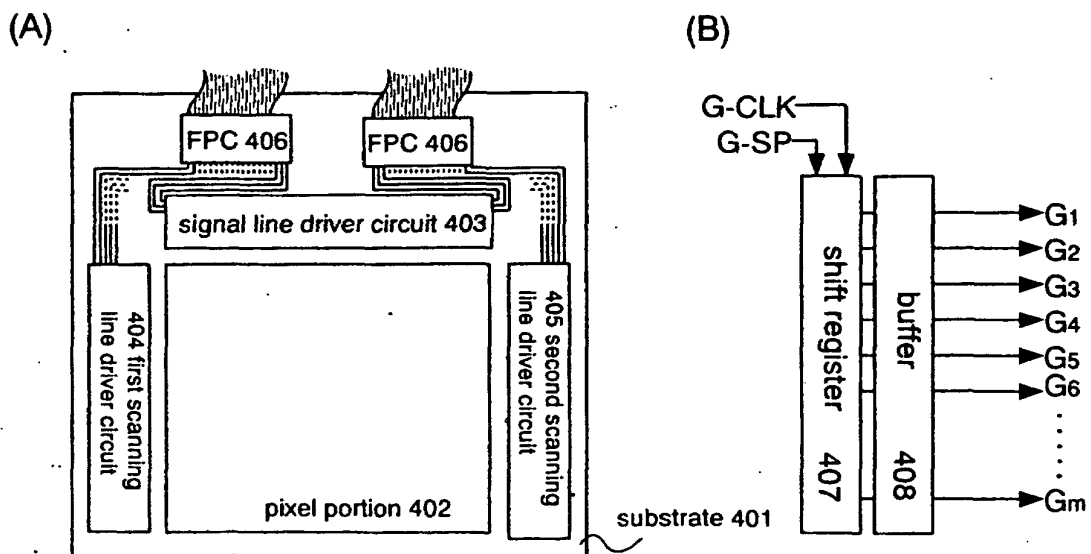 (A)
FPC 406
FPC 406
signal line driver circuit 403
404 first scanning
line driver circuit
405 second scanning
line driver circuit
pixel portion 402
substrate 401
(B)
G-CLK
G-SP
shift register 407
buffer 408
G1
G2
G3
G4
G5
G6
Gm